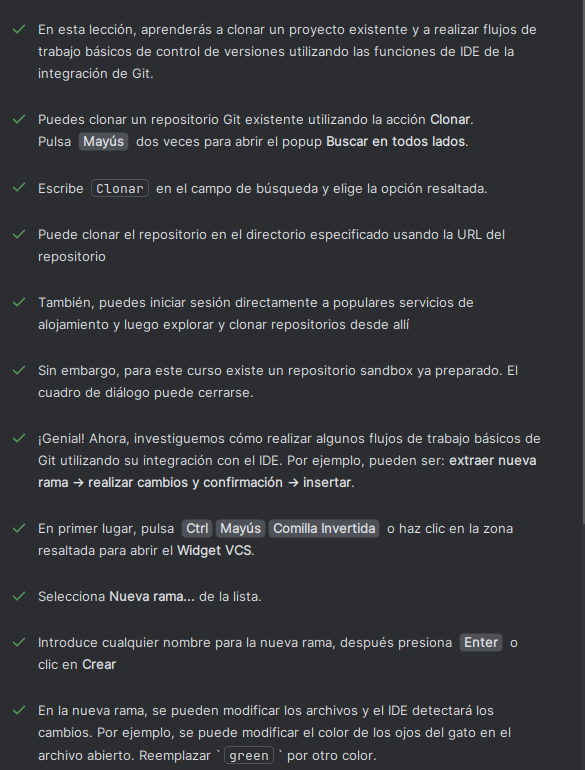 En esta lección, aprenderás a clonar un proyecto existente y a realizar flujos de
trabajo básicos de control de versiones utilizando las funciones de IDE de la
integración de Git.
Puedes clonar un repositorio Git existente utilizando la acción Clonar.
Pulsa Mayús dos veces para abrir el popup Buscar en todos lados.
Escribe Clonar en el campo de búsqueda y elige la opción resaltada.
Puede clonar el repositorio en el directorio especificado usando la URL del
repositorio
También, puedes iniciar sesión directamente a populares servicios de
alojamiento y luego explorar y clonar repositorios desde allí
Sin embargo, para este curso existe un repositorio sandbox ya preparado. El
cuadro de diálogo puede cerrarse.
¡Genial! Ahora, investiguemos cómo realizar algunos flujos de trabajo básicos de
Git utilizando su integración con el IDE. Por ejemplo, pueden ser: extraer nueva
rama → realizar cambios y confirmación → insertar.
En primer lugar, pulsa Ctrl Mayús Comilla Invertida o haz clic en la zona
resaltada para abrir el Widget VCS.
Selecciona Nueva rama... de la lista.
Introduce cualquier nombre para la nueva rama, después presiona Enter o
clic en Crear
En la nueva rama, se pueden modificar los archivos y el IDE detectará los
cambios. Por ejemplo, se puede modificar el color de los ojos del gato en el
archivo abierto. Reemplazar `green` por otro color.